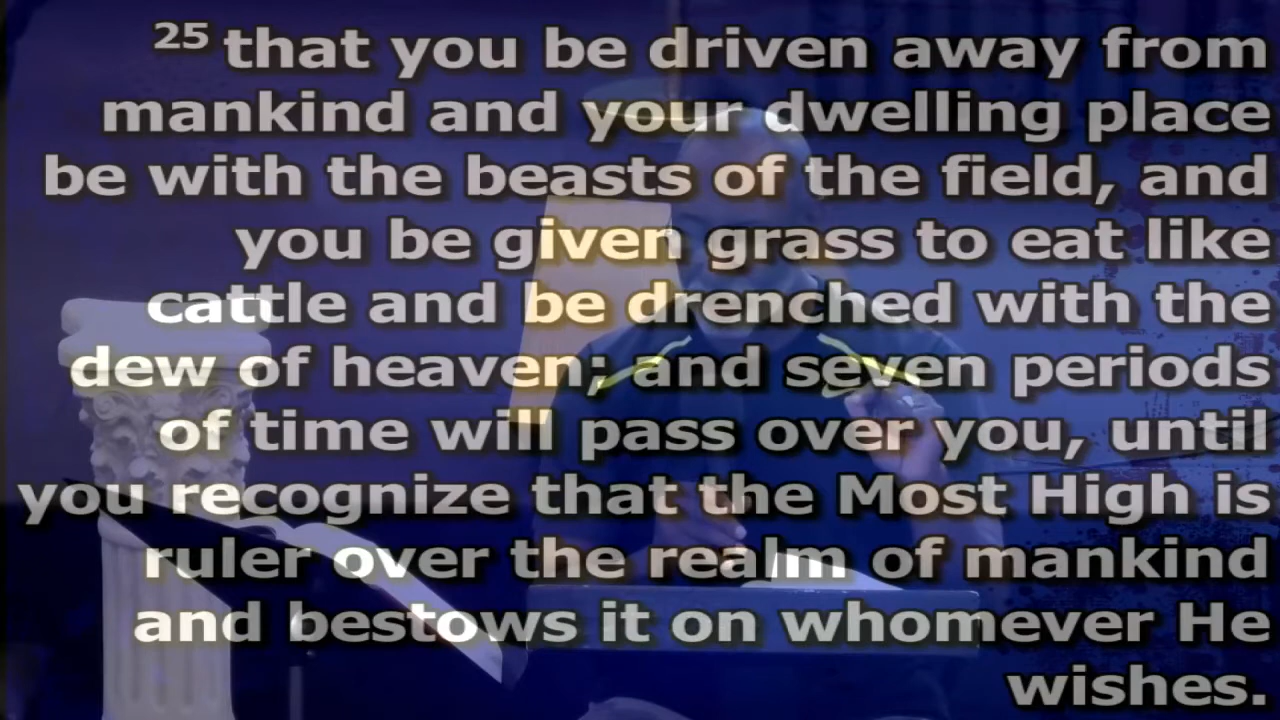 25 that you be driven away from
mankind and your dwelling place
be with the beasts of the field, and
you be given grass to eat like
cattle and be drenched with the
dew of heaven; and seven periods
of time will pass over you, until
you recognize that the Most High is
ruler over the realm of mankind
and bestows it on whomever He
wishes.